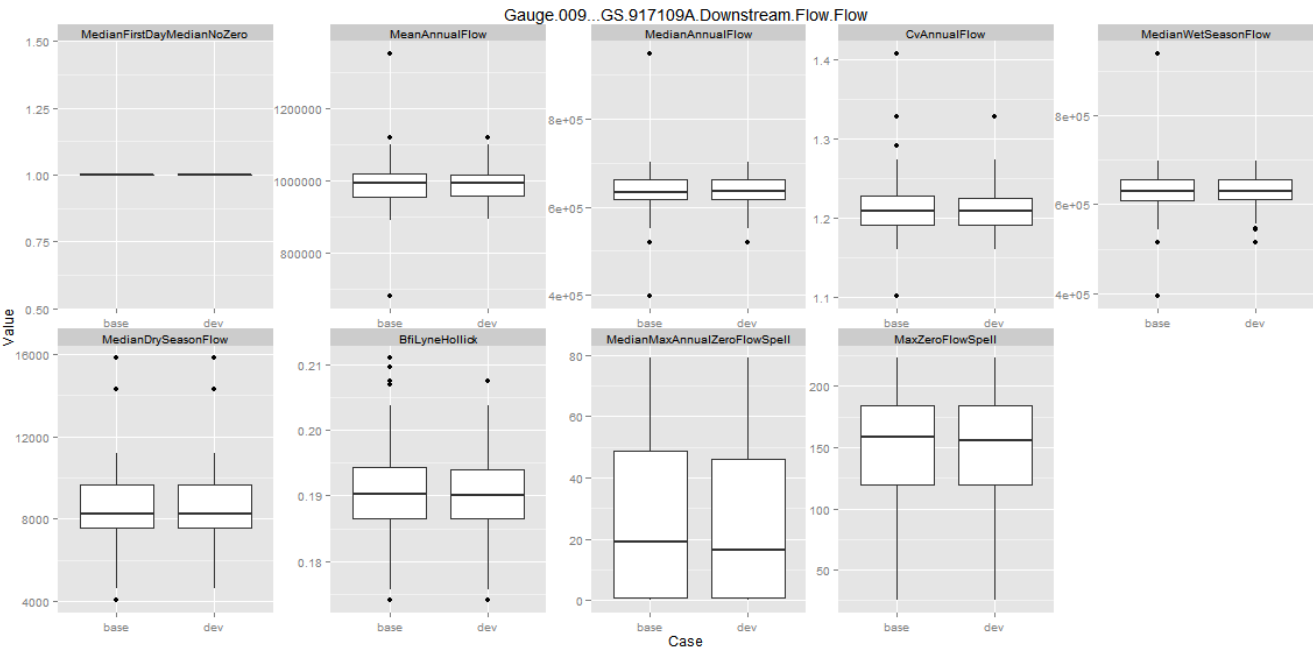 Gauge.009...GS.917109A.Downstream.Flow.Flow
MedianFirstDayMedianNoZero
MeanAnnualFlow
MedianAnnualFlow
CvAnnualFlow
MedianWetSeasonFlow
1.50
1.25
1.00
0.75
0.50
1200000
1000000
800000
8e+05
6e+05
4e+05
1.4
1.3
1.2
1.1
8e+05
6e+05
4e+05
base dev
base dev
base dev
base dev
base dev
Value
MedianDrySeasonFlow
BfiLyneHollick
MedianMaxAnnualZeroFlowSpell
MaxZeroFlowSpell
16000
12000
8000
4000
0.21
0.20
0.19
0.18
80
60
40
20
0
200
150
100
50
base dev
base dev
base dev
base dev
Case